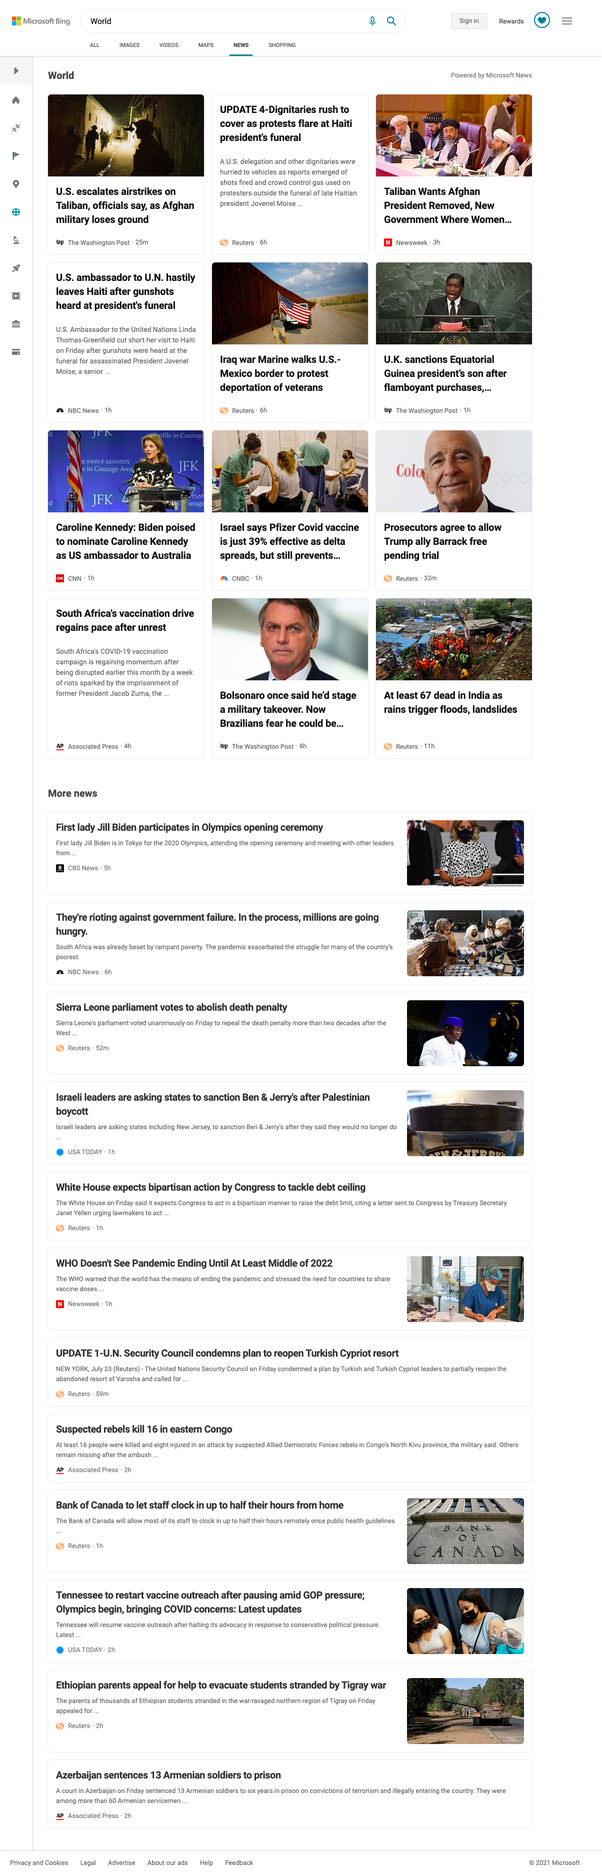 Microsoft Bing
World
Sign in
Rewards
ALL
IMAGES
VIDEOS
MAPS
NEWS
SHOPPING
World
Powered by Microsoft News
U.S. escalates airstrikes on
Taliban, officials say, as Afghan
military loses ground
wp The Washington Post · 25m
UPDATE 4-Dignitaries rush to
cover as protests flare at Haiti
president's funeral
A U.S. delegation and other dignitaries were
hurried to vehicles as reports emerged of
shots fired and crowd control gas used on
protesters outside the funeral of late Haitian
president Jovenel Moise ...
Reuters · 6h
Taliban Wants Afghan
President Removed, New
Government Where Women...
N Newsweek · 3h
U.S. ambassador to U.N. hastily
leaves Haiti after gunshots
heard at president's funeral
U.S. Ambassador to the United Nations Linda
Thomas-Greenfield cut short her visit to Haiti
on Friday after gunshots were heard at the
funeral for assassinated President Jovenel
Moïse, a senior ...
NBC News · 1h
Iraq war Marine walks U.S.-
Mexico border to protest
deportation of veterans
Reuters · 6h
U.K. sanctions Equatorial
Guinea president's son after
flamboyant purchases,...
wp The Washington Post · 1h
JFK
JFK
JFK
Caroline Kennedy: Biden poised
to nominate Caroline Kennedy
as US ambassador to Australia
CNN CNN · 1h
Israel says Pfizer Covid vaccine
is just 39% effective as delta
spreads, but still prevents...
CNBC · 1h
Colo
Prosecutors agree to allow
Trump ally Barrack free
pending trial
Reuters · 32m
South Africa's vaccination drive
regains pace after unrest
South Africa's COVID-19 vaccination
campaign is regaining momentum after
being disrupted earlier this month by a week
of riots sparked by the imprisonment of
former President Jacob Zuma, the ...
AP Associated Press · 4h
Bolsonaro once said he'd stage
a military takeover. Now
Brazilians fear he could be...
wp The Washington Post · 8h
At least 67 dead in India as
rains trigger floods, landslides
Reuters · 11h
More news
First lady Jill Biden participates in Olympics opening ceremony
First lady Jill Biden is in Tokyo for the 2020 Olympics, attending the opening ceremony and meeting with other leaders
from ...
CBS News · 5h
They're rioting against government failure. In the process, millions are going
hungry.
South Africa was already beset by rampant poverty. The pandemic exacerbated the struggle for many of the country's
poorest.
NBC News · 6h
Sierra Leone parliament votes to abolish death penalty
Sierra Leone's parliament voted unanimously on Friday to repeal the death penalty more than two decades after the
West ...
Reuters · 52m
Israeli leaders are asking states to sanction Ben & Jerry's after Palestinian
boycott
Israeli leaders are asking states including New Jersey, to sanction Ben & Jerry's after they said they would no longer do
...
USA TODAY · 1h
White House expects bipartisan action by Congress to tackle debt ceiling
The White House on Friday said it expects Congress to act in a bipartisan manner to raise the debt limit, citing a letter sent to Congress by Treasury Secretary
Janet Yellen urging lawmakers to act ...
Reuters · 1h
WHO Doesn't See Pandemic Ending Until At Least Middle of 2022
The WHO warned that the world has the means of ending the pandemic and stressed the need for countries to share
vaccine doses ...
N Newsweek · 1h
UPDATE 1-U.N. Security Council condemns plan to reopen Turkish Cypriot resort
NEW YORK, July 23 (Reuters) - The United Nations Security Council on Friday condemned a plan by Turkish and Turkish Cypriot leaders to partially reopen the
abandoned resort of Varosha and called for ...
Reuters · 59m
Suspected rebels kill 16 in eastern Congo
At least 16 people were killed and eight injured in an attack by suspected Allied Democratic Forces rebels in Congo's North Kivu province, the military said. Others
remain missing after the ambush ...
AP Associated Press · 2h
Bank of Canada to let staff clock in up to half their hours from home
The Bank of Canada will allow most of its staff to clock in up to half their hours remotely once public health guidelines
...
Reuters · 1h
BANK
OF
CANADA
Tennessee to restart vaccine outreach after pausing amid GOP pressure;
Olympics begin, bringing COVID concerns: Latest updates
Tennessee will resume vaccine outreach after halting its advocacy in response to conservative political pressure.
Latest ...
USA TODAY · 2h
Ethiopian parents appeal for help to evacuate students stranded by Tigray war
The parents of thousands of Ethiopian students stranded in the war-ravaged northern region of Tigray on Friday
appealed for ...
Reuters · 2h
Azerbaijan sentences 13 Armenian soldiers to prison
A court in Azerbaijan on Friday sentenced 13 Armenian soldiers to six years in prison on convictions of terrorism and illegally entering the country. They were
among more than 60 Armenian servicemen ...
AP Associated Press · 2h
Privacy and Cookies
Legal
Advertise
About our ads
Help
Feedback
© 2021 Microsoft